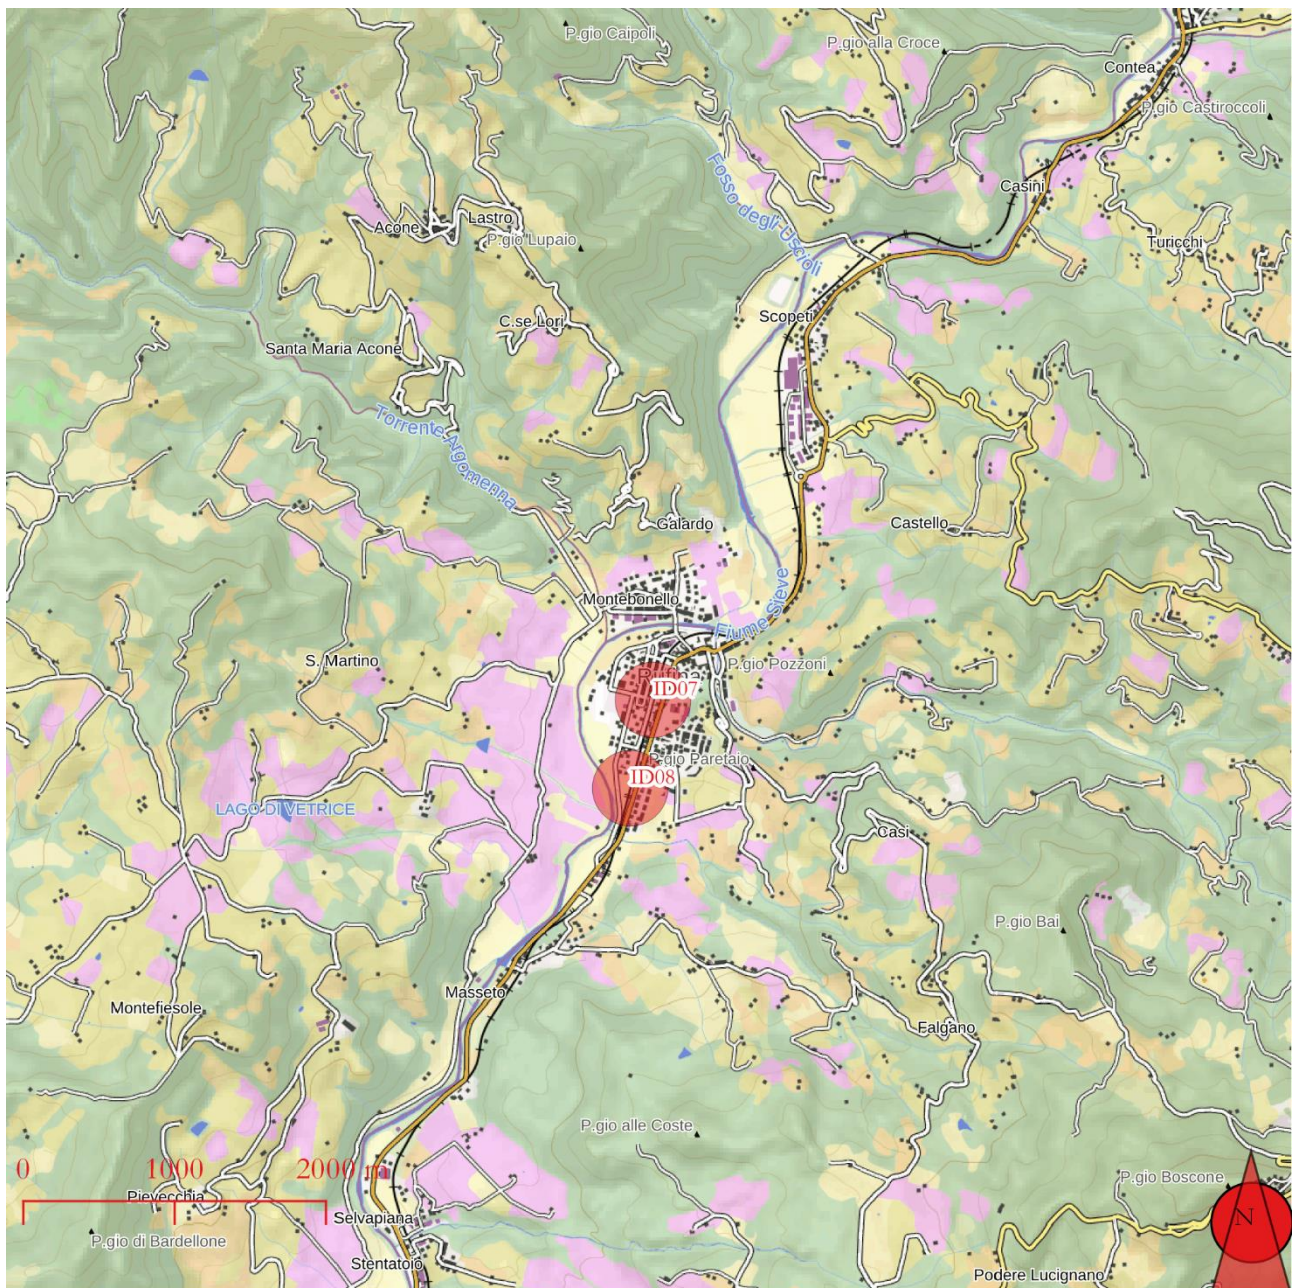 P.gio Caipoli
P.gio alla Croce
Contea
P.gio Castiroccoli
Fosso degli Uscioli
Casini
Acone
Lastro
P.gio Lupaio
Turicchi
Scopeti
C.se Lori
Santa Maria Acone
Torrente Argomenna
Galardo
Castello
Montebonello
Fiume Sieve
S. Martino
P.gio Pozzoni
ID07
P.gio Paretaio
ID08
LAGO DI VETRICE
Casi
P.gio Bai
Masseto
Montefiesole
Falgano
P.gio alle Coste
0 1000 2000 m
P.gio Boscone
Pievecchia
Selvapiana
N
P.gio di Bardellone
Stentatoio
Podere Lucignano